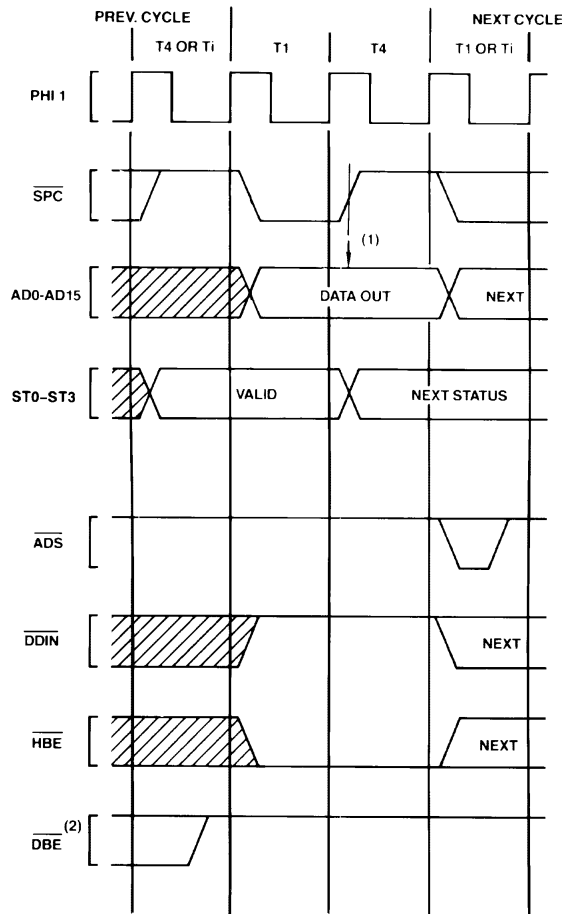 PREV. CYCLE NEXT CYCLE
T4 OR Ti T1 T4 T1 OR Ti
PHI 1
SPC
(1)
AD0-AD15 DATA OUT NEXT
ST0–ST3 VALID NEXT STATUS
ADS
DDIN NEXT
HBE NEXT
DBE (2)